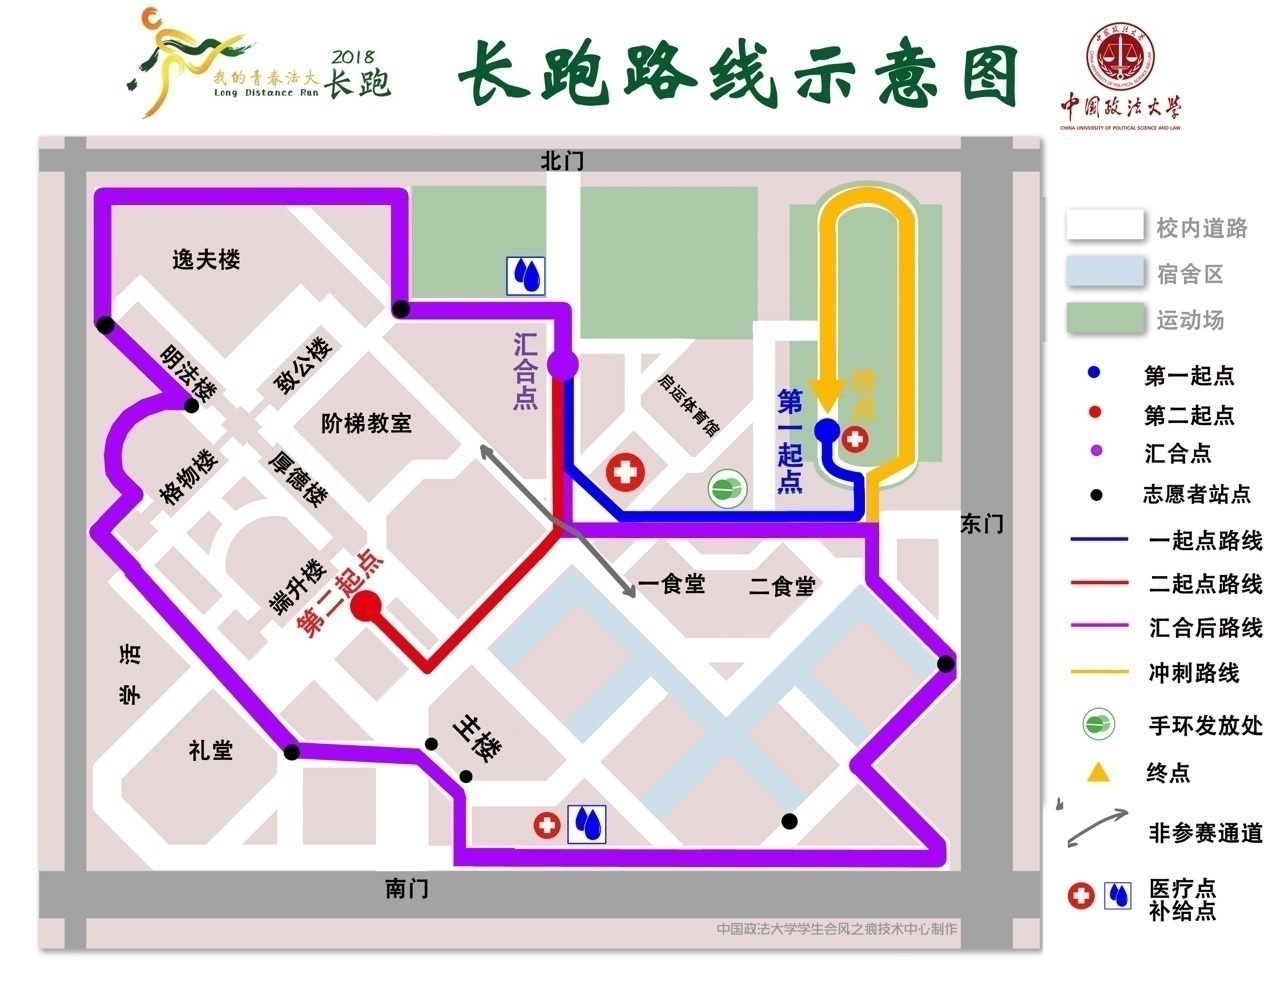 2018
我的青春法大
长跑
Long Distance Run
长跑路线示意图
中国政法大学
CHINA UNIVERSITY OF POLITICAL SCIENCE AND LAW
北门
逸夫楼
明法楼
致公楼
阶梯教室
汇合点
启运体育馆
第一起点
终点
格物楼
厚德楼
端升楼
第二起点
东门
一食堂
二食堂
学活
礼堂
主楼
南门
中国政法大学学生会风之痕技术中心制作
校内道路
宿舍区
运动场
第一起点
第二起点
汇合点
志愿者站点
一起点路线
二起点路线
汇合后路线
冲刺路线
手环发放处
终点
非参赛通道
医疗点
补给点